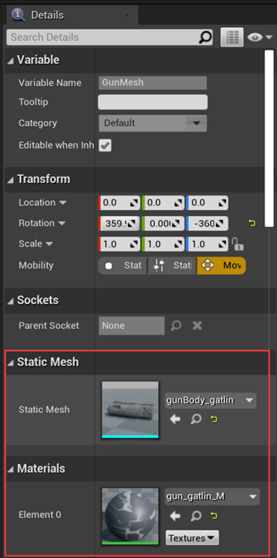 Details
Search Details
Variable
Variable Name GunMesh
Tooltip
Category Default
Editable when Inh
Transform
Location 0.0 0.0 0.0
Rotation 359.9 0.00 -360
Scale 1.0 1.0 1.0
Mobility Stat Stati Mov
Sockets
Parent Socket None
Static Mesh
Static Mesh gunBody_gatlin
Materials
Element 0 gun_gatlin_M
Textures